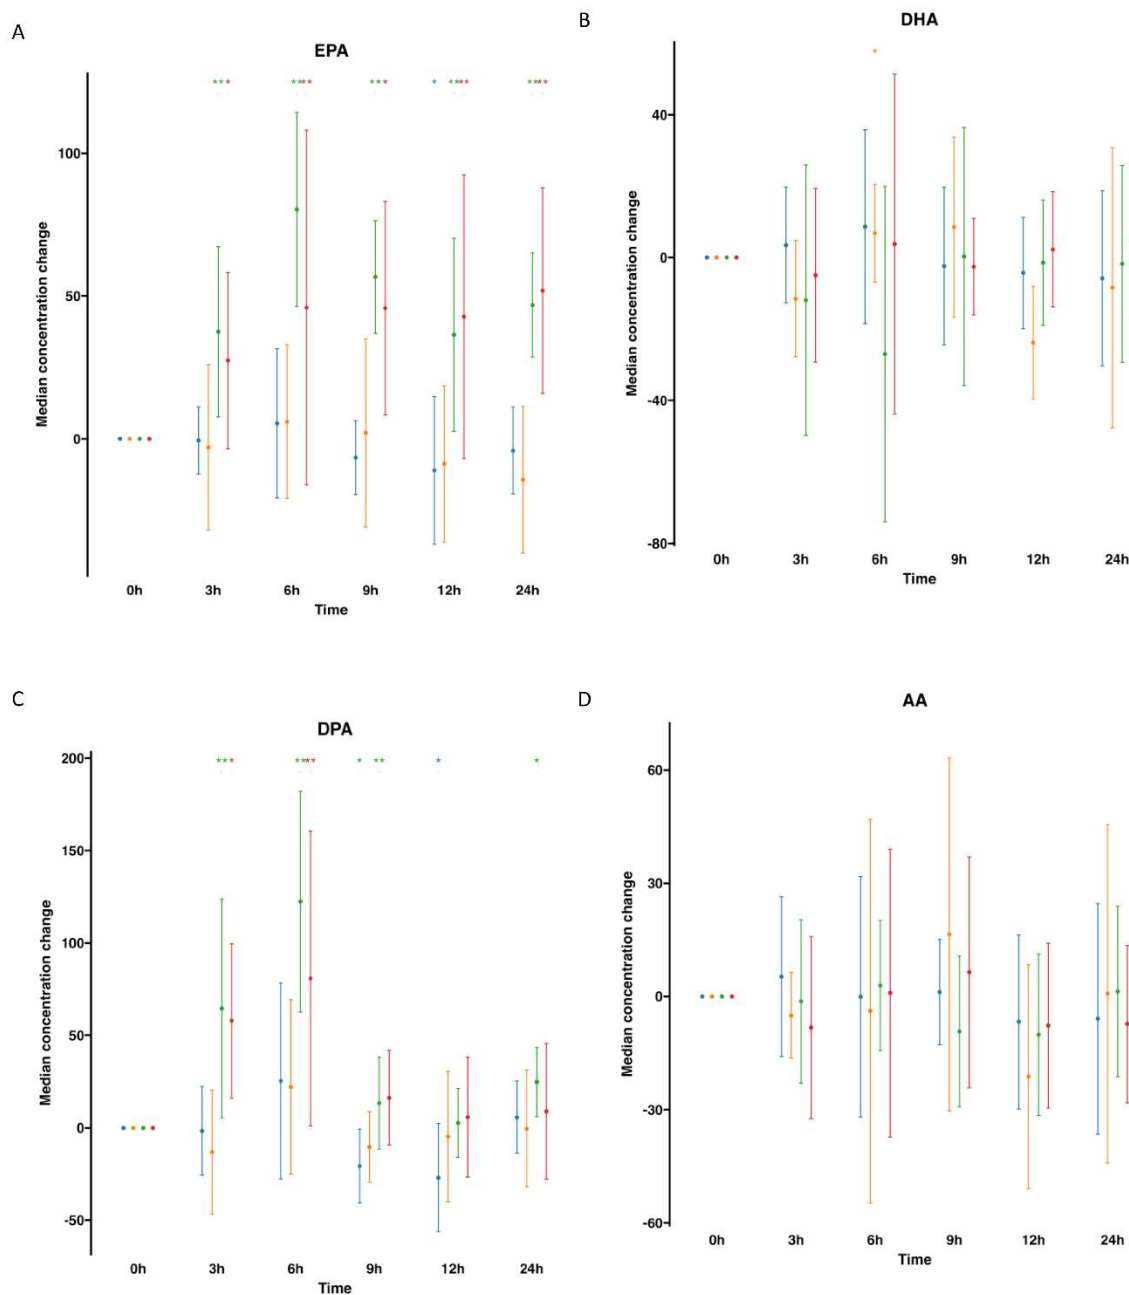 A
EPA
** * ** ** ** * * ** ** ** **
100
50
0
Median concentration change
0h 3h 6h 9h 12h 24h
Time
B
DHA
*
40
0
-40
-80
Median concentration change
0h 3h 6h 9h 12h 24h
Time
C
DPA
** * ** ** * ** * *
200
150
100
50
0
-50
Median concentration change
0h 3h 6h 9h 12h 24h
Time
D
AA
60
30
0
-30
-60
Median concentration change
0h 3h 6h 9h 12h 24h
Time